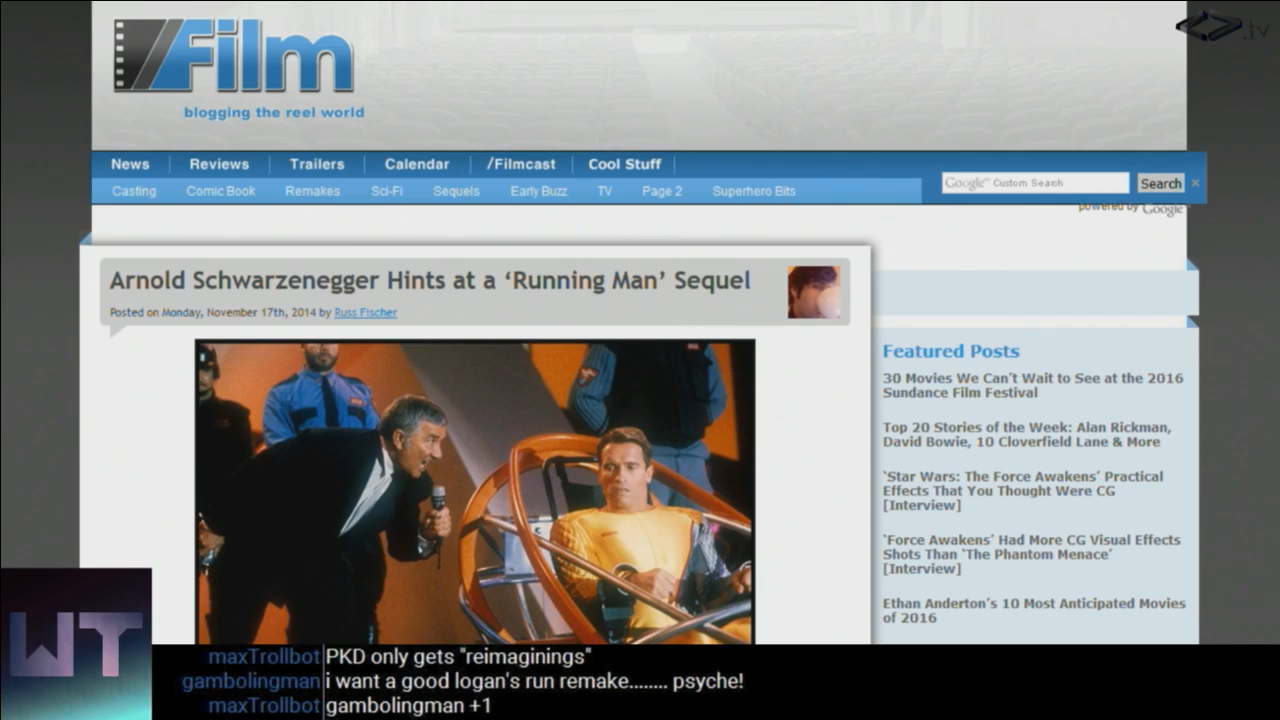 .tv
/Film
blogging the reel world
News Reviews Trailers Calendar /Filmcast Cool Stuff
Casting Comic Book Remakes Sci-Fi Sequels Early Buzz TV Page 2 Superhero Bits
Google™ Custom Search Search ×
powered by Google
Arnold Schwarzenegger Hints at a ‘Running Man’ Sequel
Posted on Monday, November 17th, 2014 by Russ Fischer
Featured Posts
30 Movies We Can’t Wait to See at the 2016
Sundance Film Festival
Top 20 Stories of the Week: Alan Rickman,
David Bowie, 10 Cloverfield Lane & More
‘Star Wars: The Force Awakens’ Practical
Effects That You Thought Were CG
[Interview]
‘Force Awakens’ Had More CG Visual Effects
Shots Than ‘The Phantom Menace’
[Interview]
Ethan Anderton’s 10 Most Anticipated Movies
of 2016
WT
maxTrollbot PKD only gets "reimaginings"
gambolingman i want a good logan's run remake........ psyche!
maxTrollbot gambolingman +1